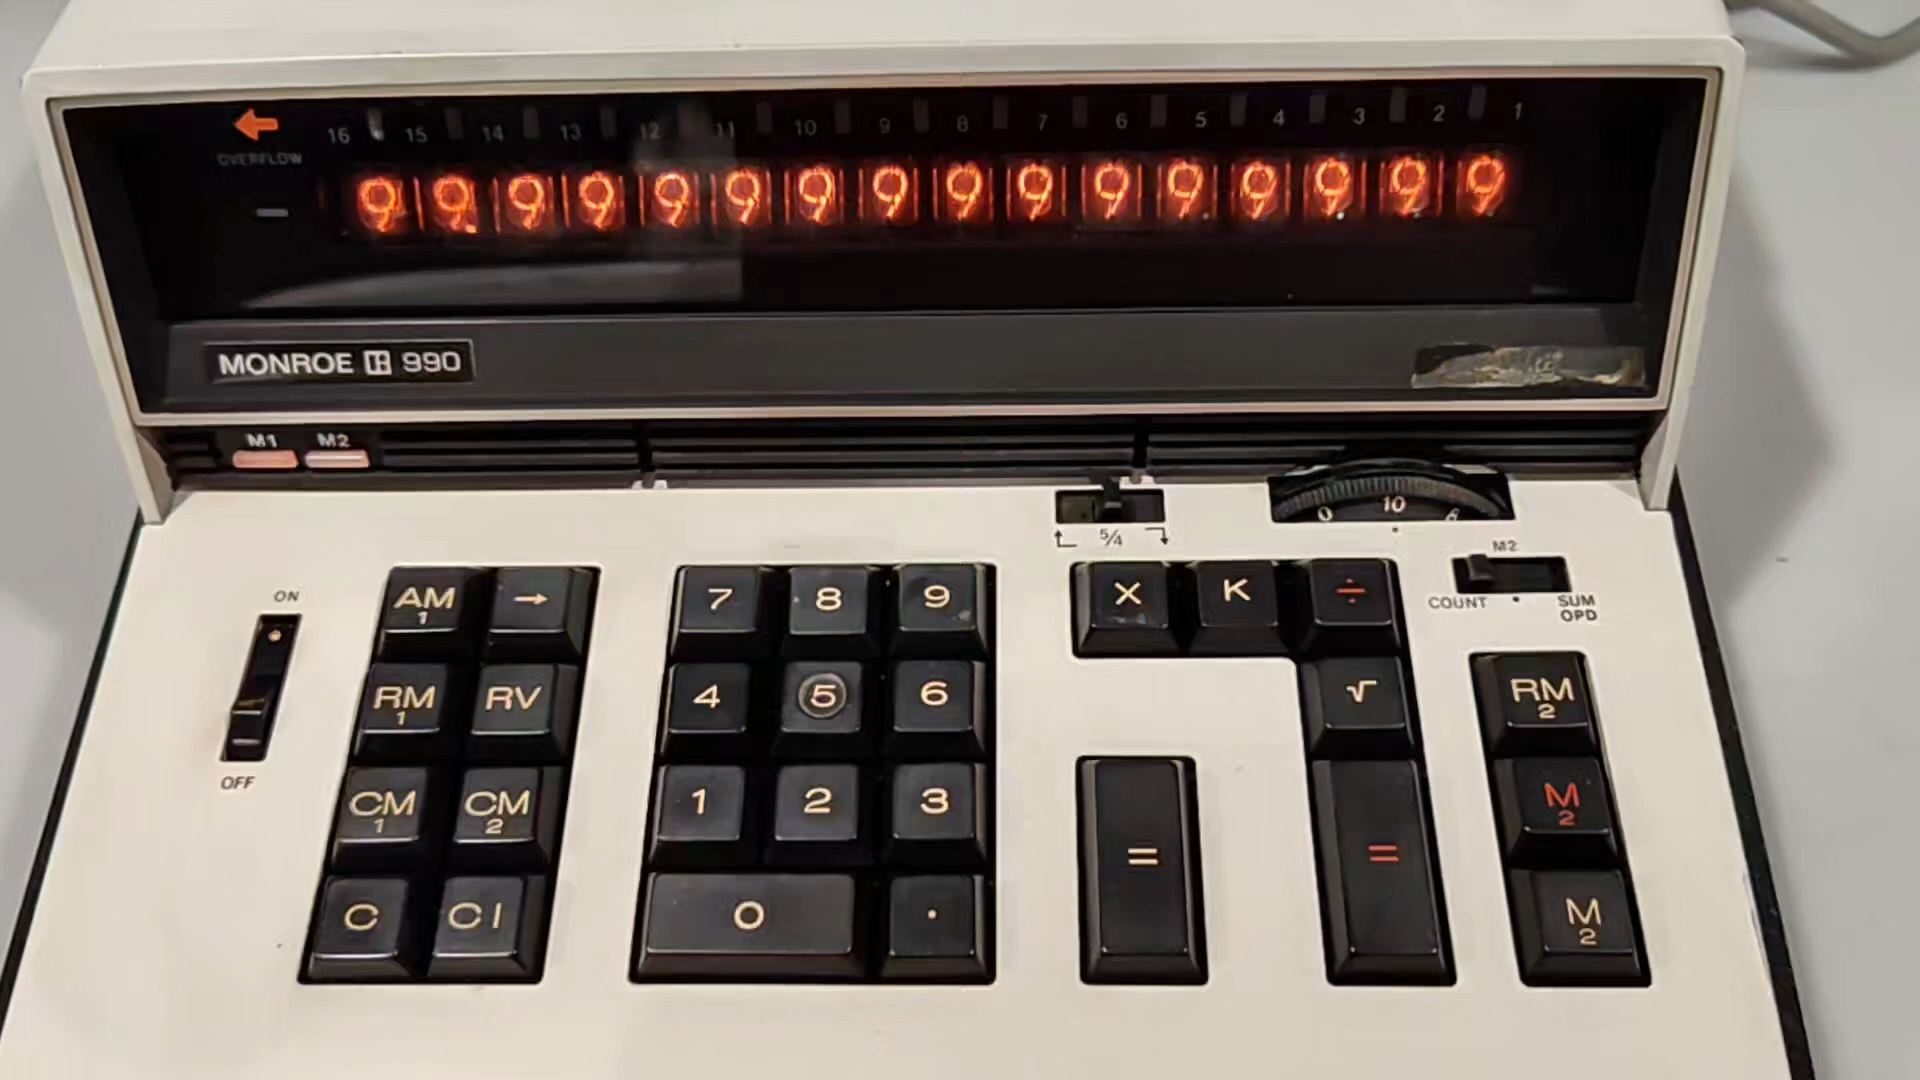 16 15 14 13 12 11 10 9 8 7 6 5 4 3 2 1
OVERFLOW
9999999999999999
MONROE 990
M1 M2
0 10
5/4
M2
COUNT SUM
OPD
ON
OFF
AM 1 → 7 8 9 X K ÷
RM 1 RV 4 5 6 √ RM 2
CM 1 CM 2 1 2 3 = = M 2
C CI 0 . M 2